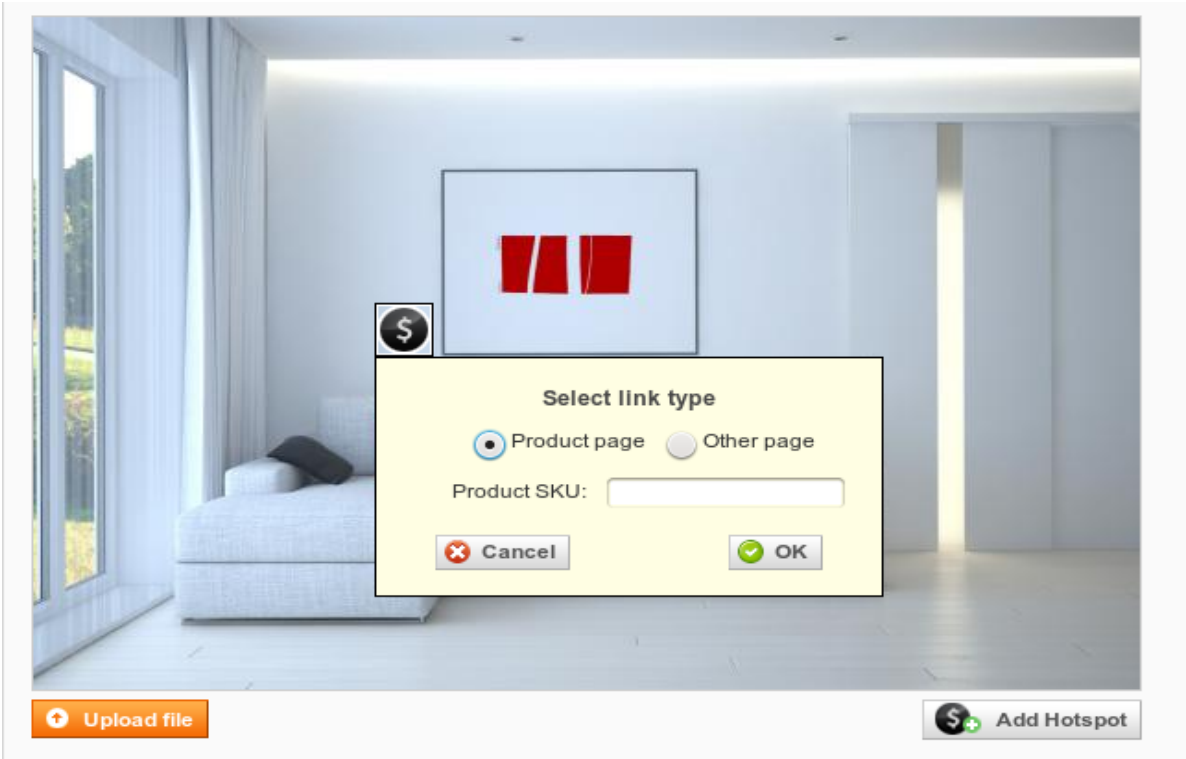 $
Select link type
Product page Other page
Product SKU:
Cancel OK
Upload file $ Add Hotspot